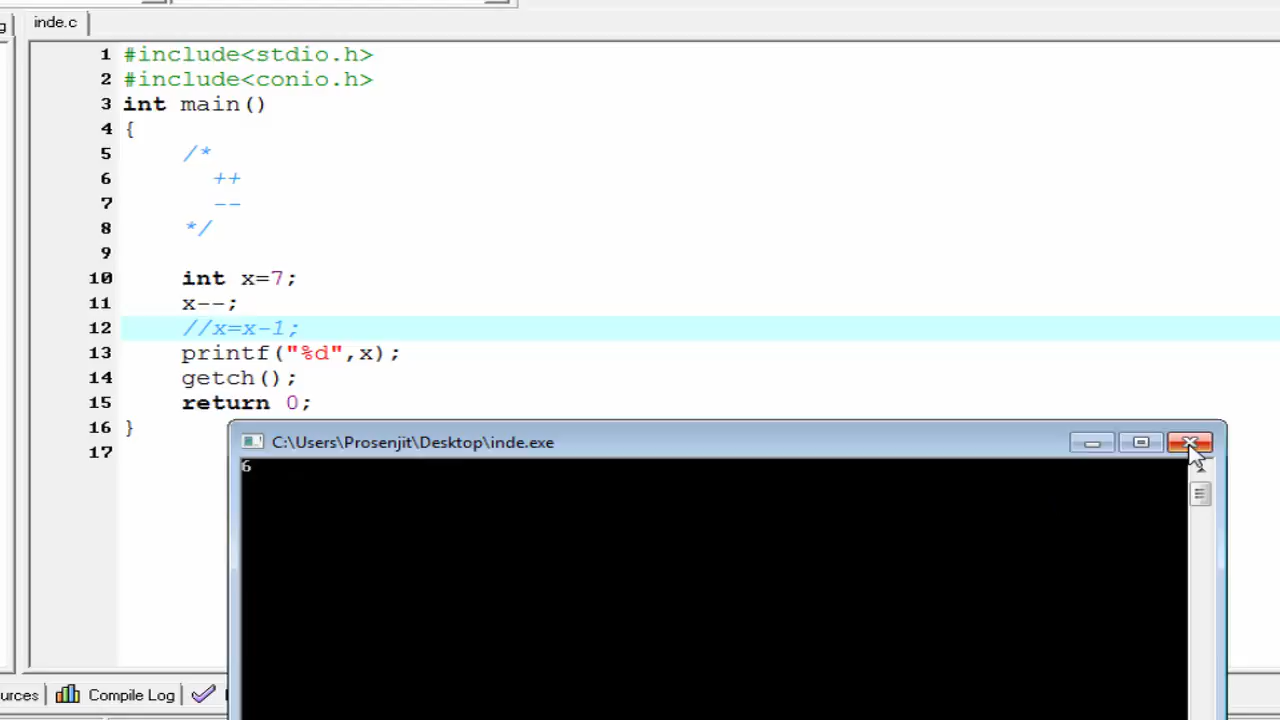 inde.c
1 #include<stdio.h>
2 #include<conio.h>
3 int main()
4 {
5 /*
6 ++
7 --
8 */
9
10 int x=7;
11 x--;
12 //x=x-1;
13 printf("%d",x);
14 getch();
15 return 0;
16 }
17
C:\Users\Prosenjit\Desktop\inde.exe
6
Compile Log